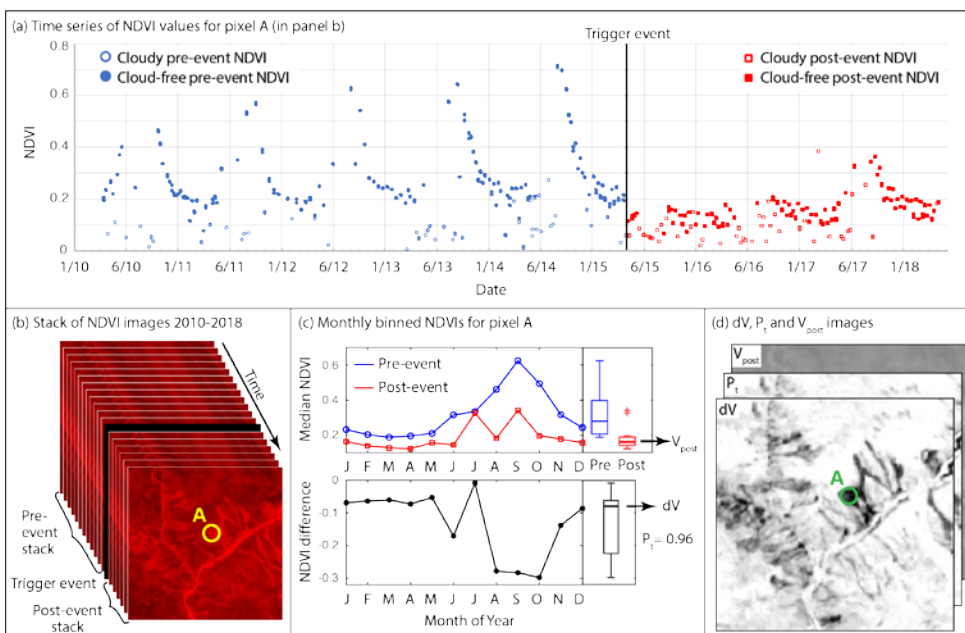 (a) Time series of NDVI values for pixel A (in panel b)
Trigger event
Cloudy pre-event NDVI
Cloud-free pre-event NDVI
Cloudy post-event NDVI
Cloud-free post-event NDVI
NDVI
0.8
0.6
0.4
0.2
0
1/10 6/10 1/11 6/11 1/12 6/12 1/13 6/13 1/14 6/14 1/15 6/15 1/16 6/16 1/17 6/17 1/18
Date
(b) Stack of NDVI images 2010-2018
Time
A
Pre-
event
stack
Trigger event
Post-event
stack
(c) Monthly binned NDVIs for pixel A
Median NDVI
0.6
0.4
0.2
Pre-event
Post-event
J F M A M J J A S O N D
Pre Post
V post
NDVI difference
0
-0.1
-0.2
-0.3
dV
Pt = 0.96
J F M A M J J A S O N D
Month of Year
(d) dV, Pt and Vpost images
Vpost
Pt
dV
A